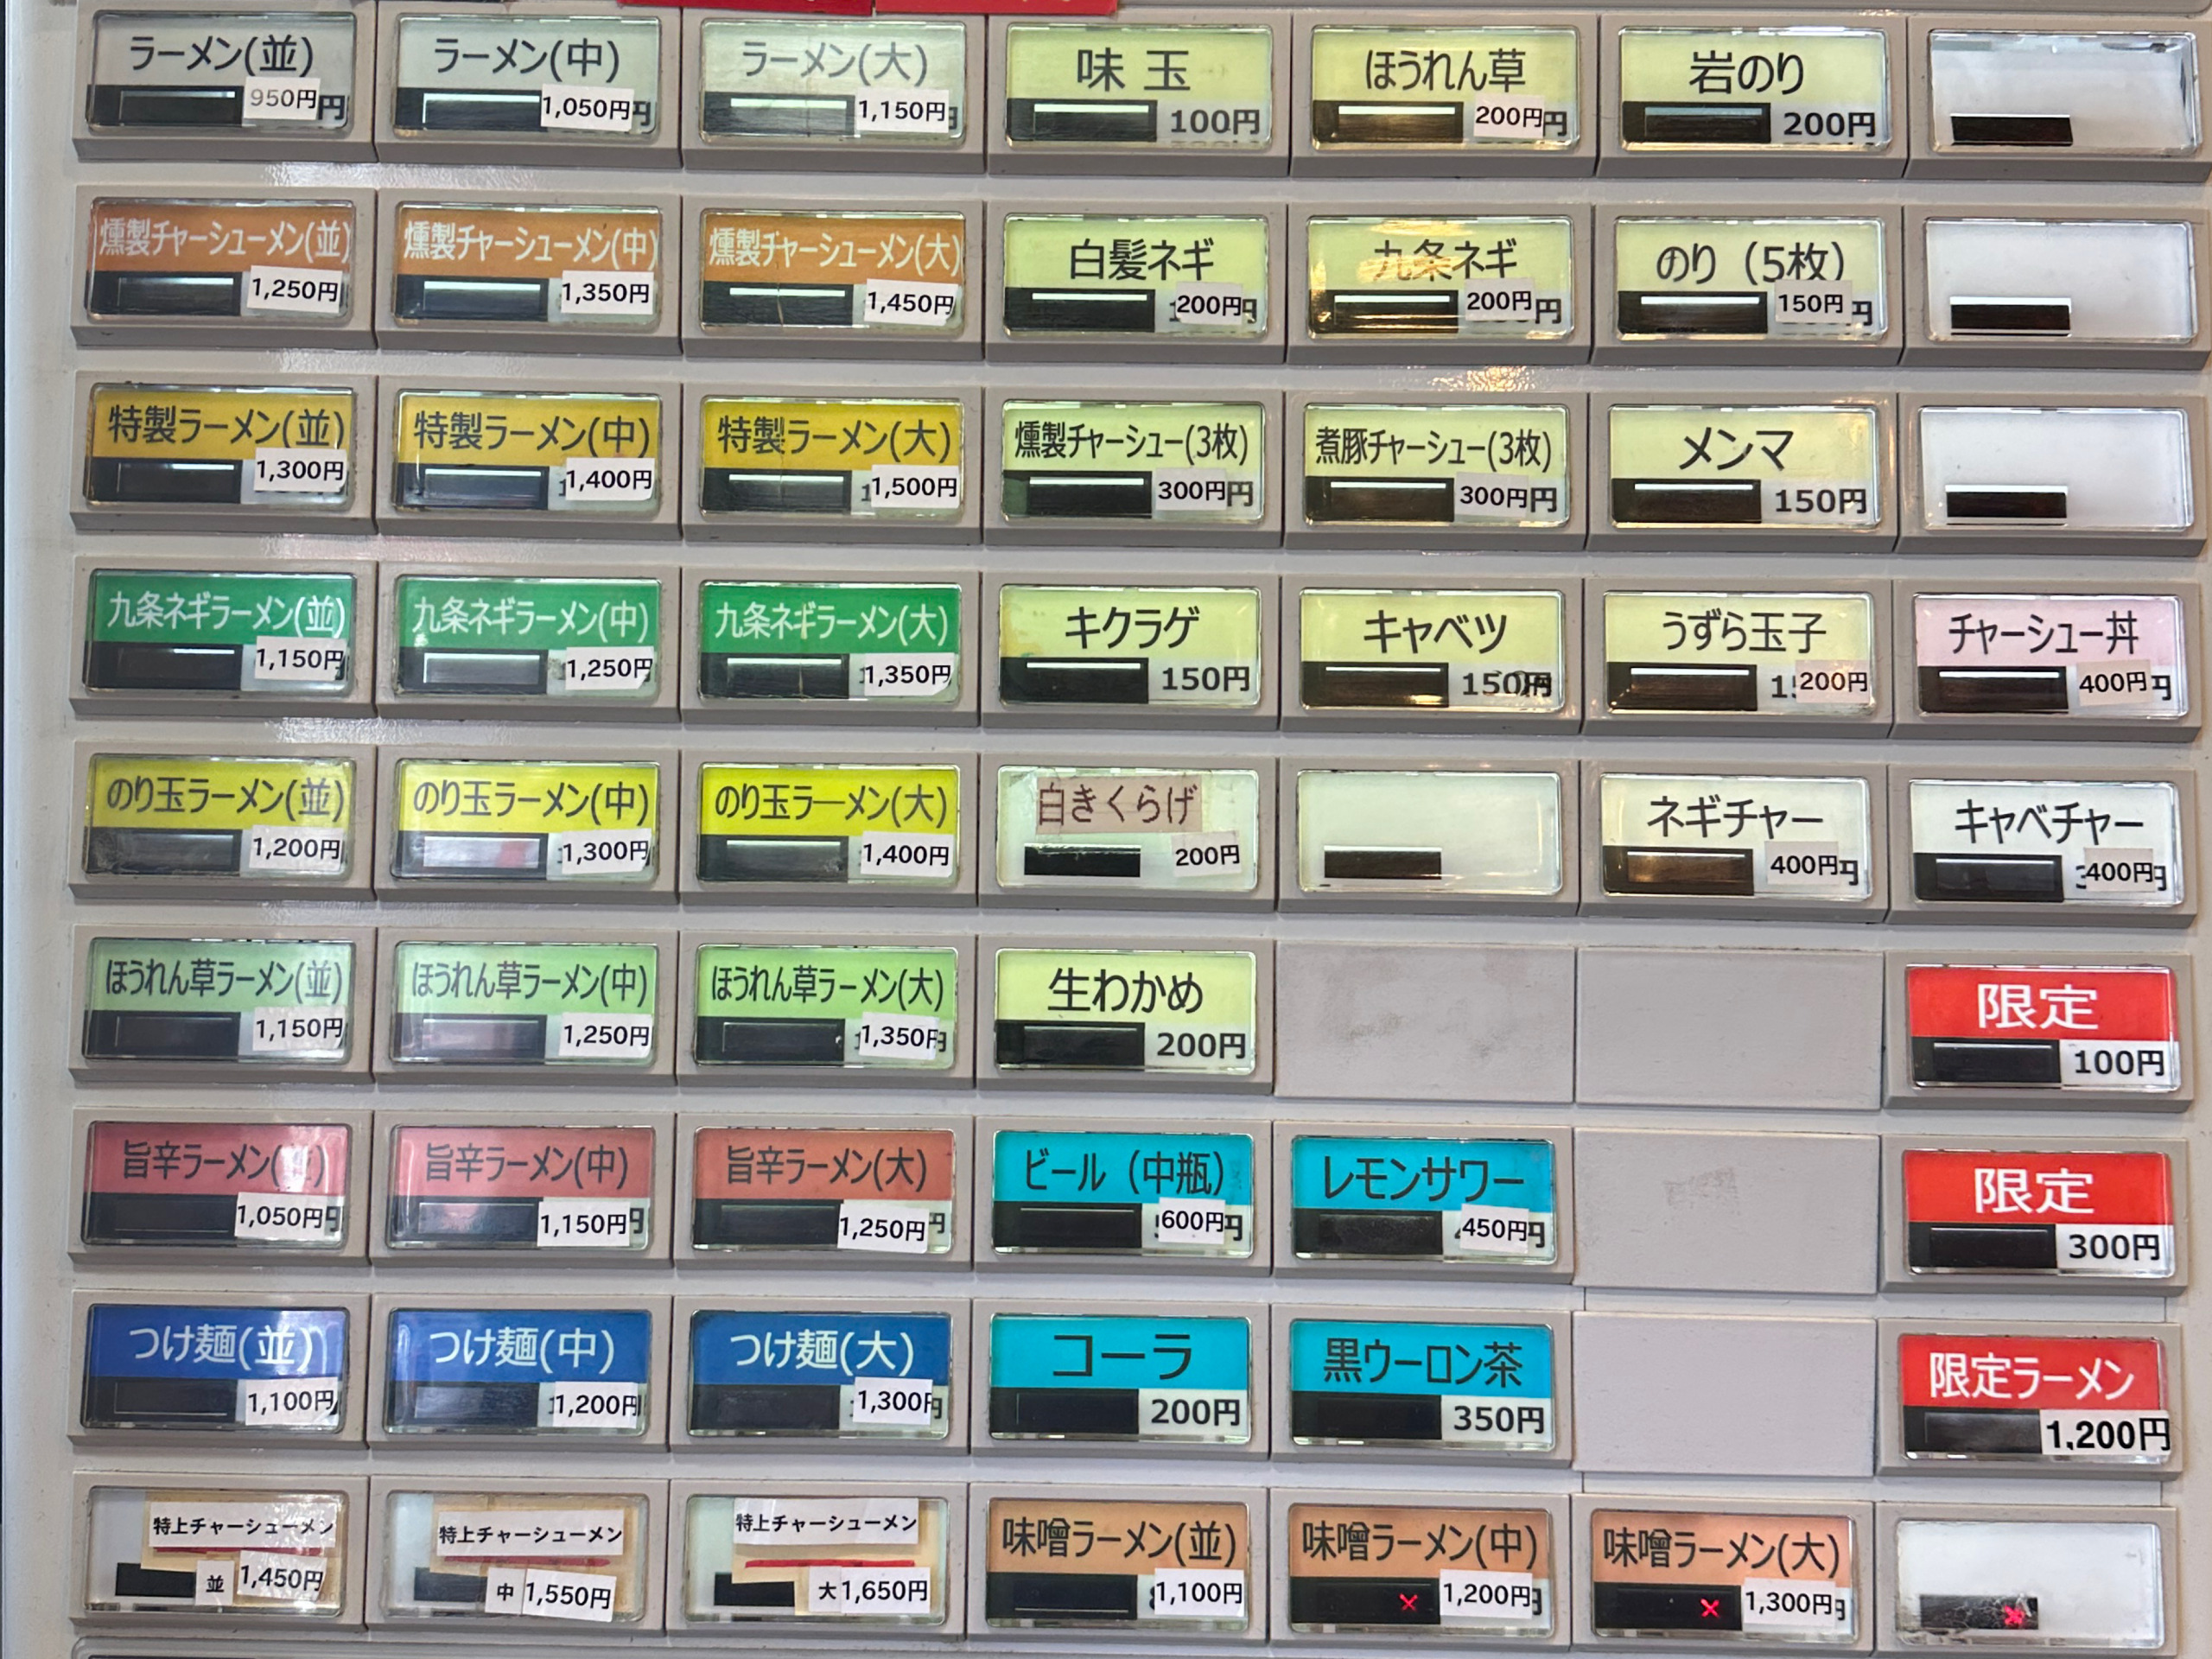 ラーメン(並)
950円
ラーメン(中)
1,050円
ラーメン(大)
1,150円
味玉
100円
ほうれん草
200円
岩のり
200円
燻製チャーシューメン(並)
1,250円
燻製チャーシューメン(中)
1,350円
燻製チャーシューメン(大)
1,450円
白髪ネギ
200円
九条ネギ
200円
のり（5枚）
150円
特製ラーメン(並)
1,300円
特製ラーメン(中)
1,400円
特製ラーメン(大)
1,500円
燻製チャーシュー(3枚)
300円
煮豚チャーシュー(3枚)
300円
メンマ
150円
九条ネギラーメン(並)
1,150円
九条ネギラーメン(中)
1,250円
九条ネギラーメン(大)
1,350円
キクラゲ
150円
キャベツ
150円
うずら玉子
200円
チャーシュー丼
400円
のり玉ラーメン(並)
1,200円
のり玉ラーメン(中)
1,300円
のり玉ラーメン(大)
1,400円
白きくらげ
200円
ネギチャー
400円
キャベチャー
400円
ほうれん草ラーメン(並)
1,150円
ほうれん草ラーメン(中)
1,250円
ほうれん草ラーメン(大)
1,350円
生わかめ
200円
限定
100円
旨辛ラーメン(並)
1,050円
旨辛ラーメン(中)
1,150円
旨辛ラーメン(大)
1,250円
ビール（中瓶）
600円
レモンサワー
450円
限定
300円
つけ麺(並)
1,100円
つけ麺(中)
1,200円
つけ麺(大)
1,300円
コーラ
200円
黒ウーロン茶
350円
限定ラーメン
1,200円
特上チャーシューメン
並 1,450円
特上チャーシューメン
中 1,550円
特上チャーシューメン
大 1,650円
味噌ラーメン(並)
1,100円
味噌ラーメン(中)
× 1,200円
味噌ラーメン(大)
× 1,300円
×